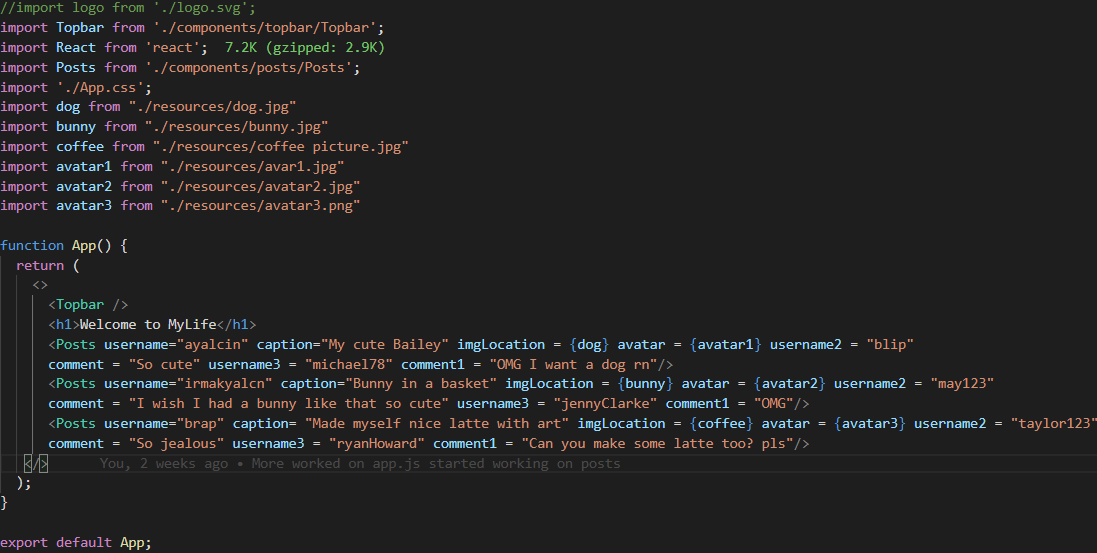 //import logo from './logo.svg';
import Topbar from './components/topbar/Topbar';
import React from 'react';  7.2K (gzipped: 2.9K)
import Posts from './components/posts/Posts';
import './App.css';
import dog from "./resources/dog.jpg"
import bunny from "./resources/bunny.jpg"
import coffee from "./resources/coffee picture.jpg"
import avatar1 from "./resources/avar1.jpg"
import avatar2 from "./resources/avatar2.jpg"
import avatar3 from "./resources/avatar3.png"

function App() {
  return (
    <>
      <Topbar />
      <h1>Welcome to MyLife</h1>
      <Posts username="ayalcin" caption="My cute Bailey" imgLocation = {dog} avatar = {avatar1} username2 = "blip"
      comment = "So cute" username3 = "michael78" comment1 = "OMG I want a dog rn"/>
      <Posts username="irmakyalcn" caption="Bunny in a basket" imgLocation = {bunny} avatar = {avatar2} username2 = "may123"
      comment = "I wish I had a bunny like that so cute" username3 = "jennyClarke" comment1 = "OMG"/>
      <Posts username="brap" caption= "Made myself nice latte with art" imgLocation = {coffee} avatar = {avatar3} username2 = "taylor123"
      comment = "So jealous" username3 = "ryanHoward" comment1 = "Can you make some latte too? pls"/>
   </>      You, 2 weeks ago • More worked on app.js started working on posts
  );
}

export default App;